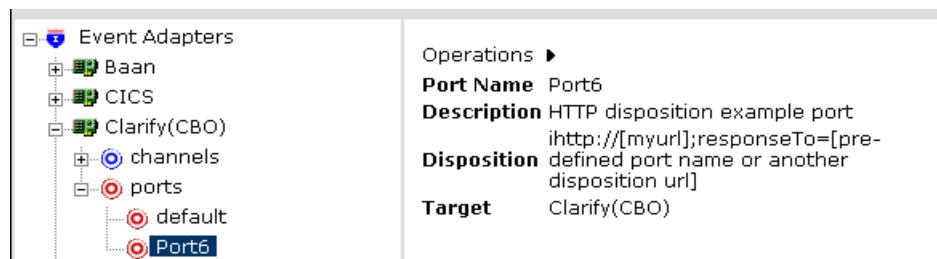 Event Adapters
Baan
CICS
Clarify(CBO)
channels
ports
default
Port6
Operations
Port Name Port6
Description HTTP disposition example port
Disposition ihttp://[myurl];responseTo=[pre-
defined port name or another
disposition url]
Target Clarify(CBO)